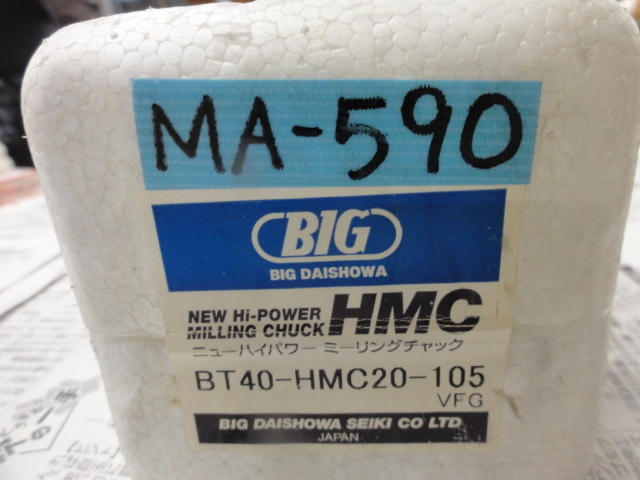 MA-590
BIG
BIG DAISHOWA
NEW Hi-POWER
MILLING CHUCK HMC
ニューハイパワー ミーリングチャック
BT40-HMC20-105
VFG
BIG DAISHOWA SEIKI CO LTD
JAPAN